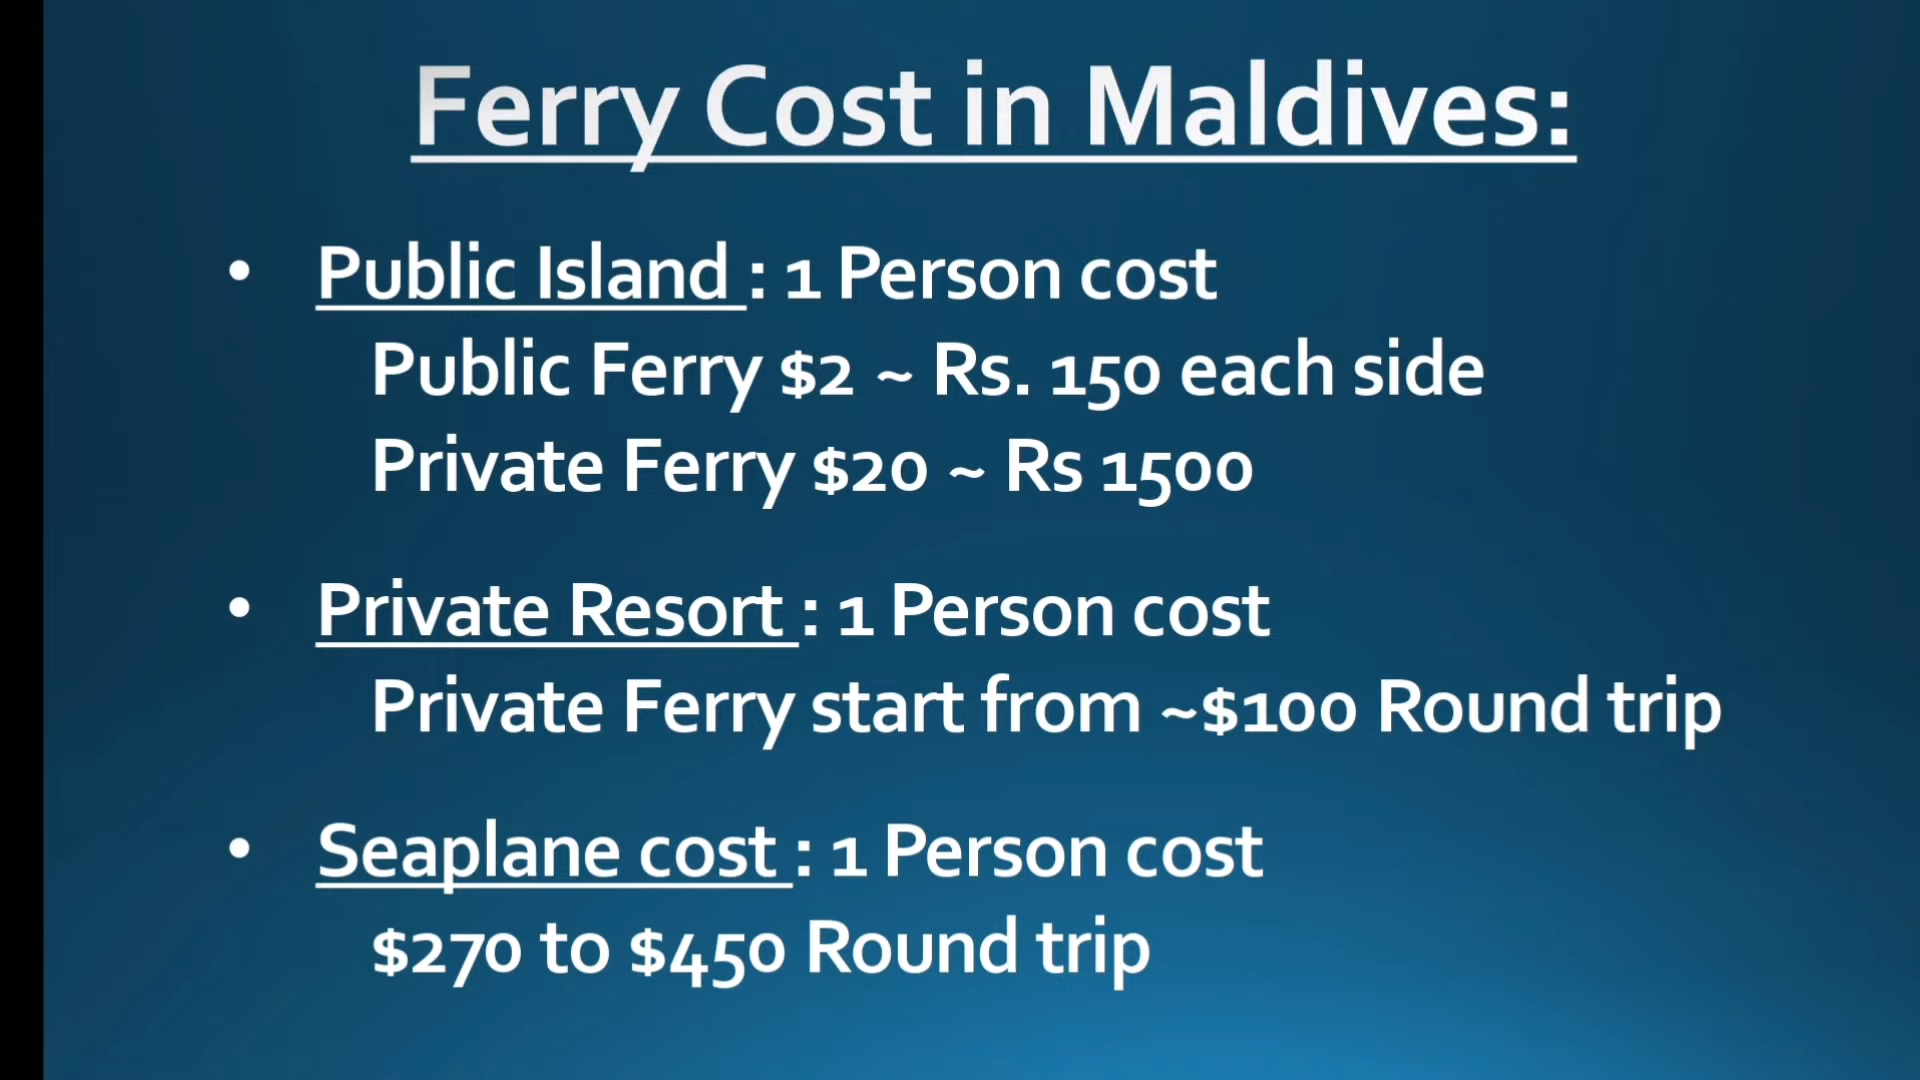 Ferry Cost in Maldives:
• Public Island : 1 Person cost
Public Ferry $2 ~ Rs. 150 each side
Private Ferry $20 ~ Rs 1500
• Private Resort : 1 Person cost
Private Ferry start from ~$100 Round trip
• Seaplane cost : 1 Person cost
$270 to $450 Round trip